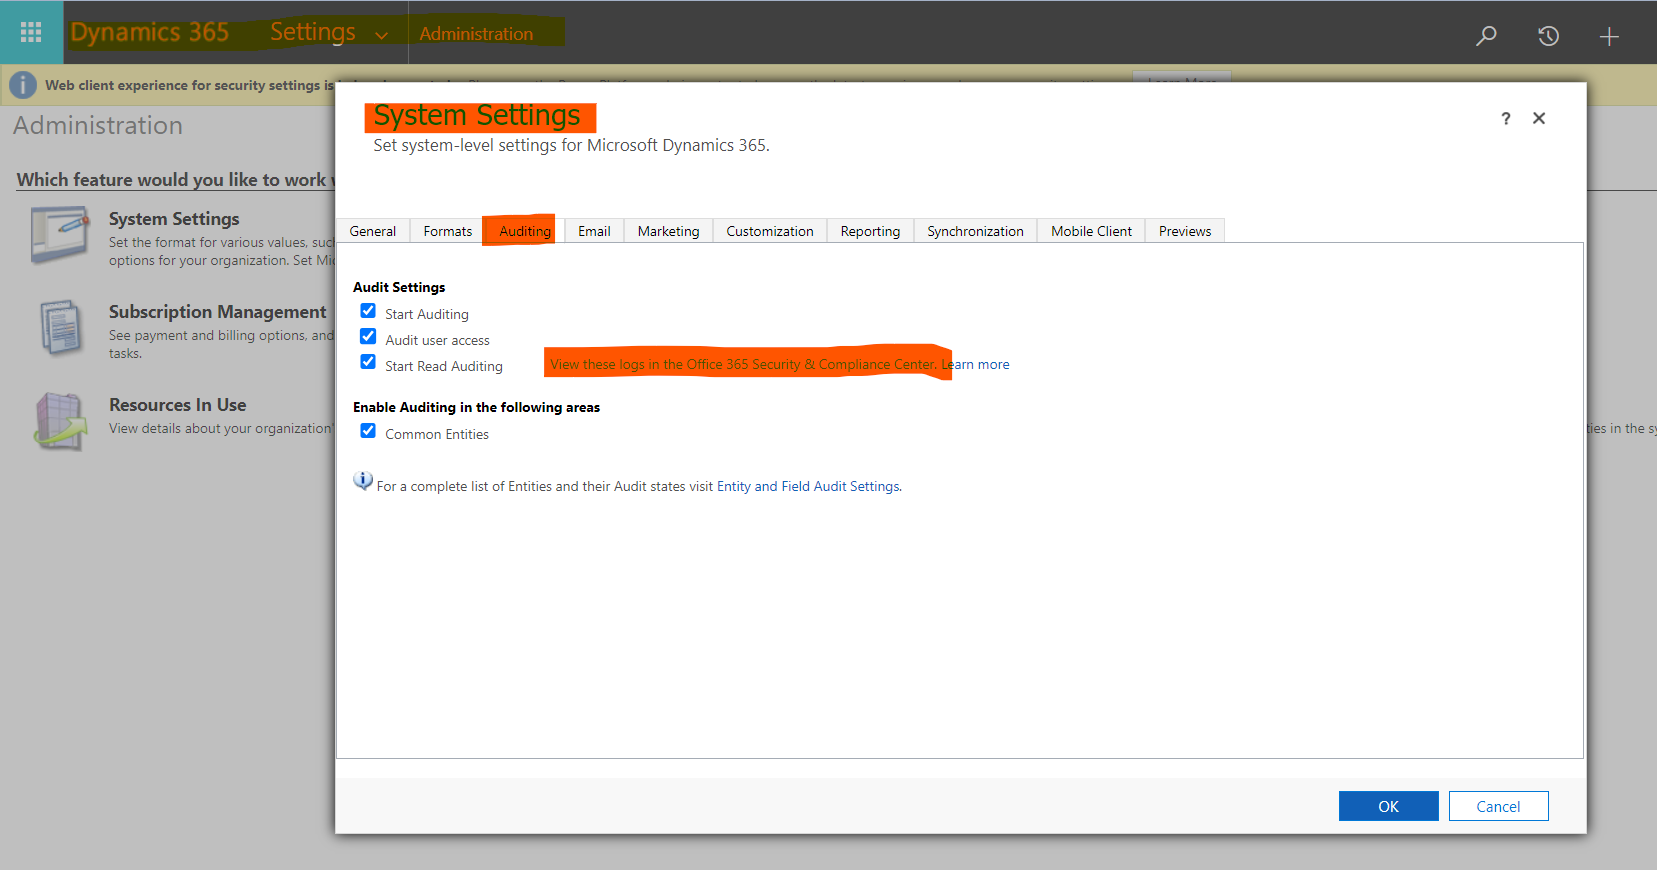 Dynamics 365 Settings Administration
Web client experience for security settings is
Administration
Which feature would you like to work
System Settings
Set the format for various values, such
options for your organization. Set Mi
Subscription Management
See payment and billing options, and
tasks.
Resources In Use
View details about your organization'
ties in the sy
System Settings
? ✕
Set system-level settings for Microsoft Dynamics 365.
General Formats Auditing Email Marketing Customization Reporting Synchronization Mobile Client Previews
Audit Settings
Start Auditing
Audit user access
Start Read Auditing View these logs in the Office 365 Security & Compliance Center. Learn more
Enable Auditing in the following areas
Common Entities
For a complete list of Entities and their Audit states visit Entity and Field Audit Settings.
OK Cancel